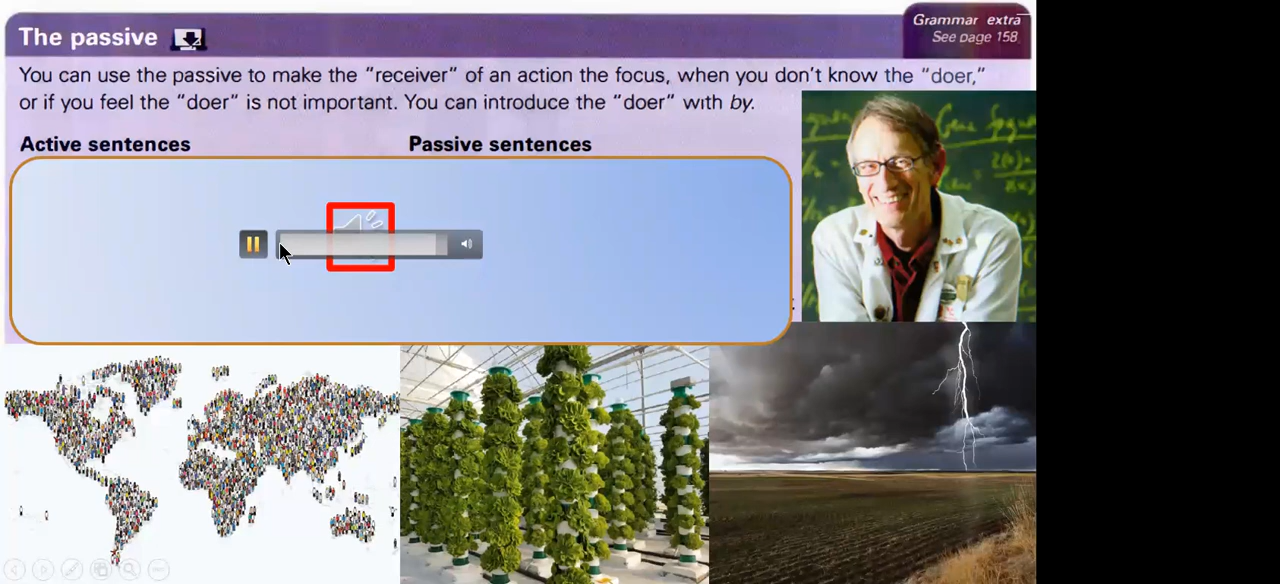 The passive
Grammar extra
See page 158
You can use the passive to make the “receiver” of an action the focus, when you don't know the “doer,”
or if you feel the “doer” is not important. You can introduce the “doer” with by.
Active sentences
Passive sentences